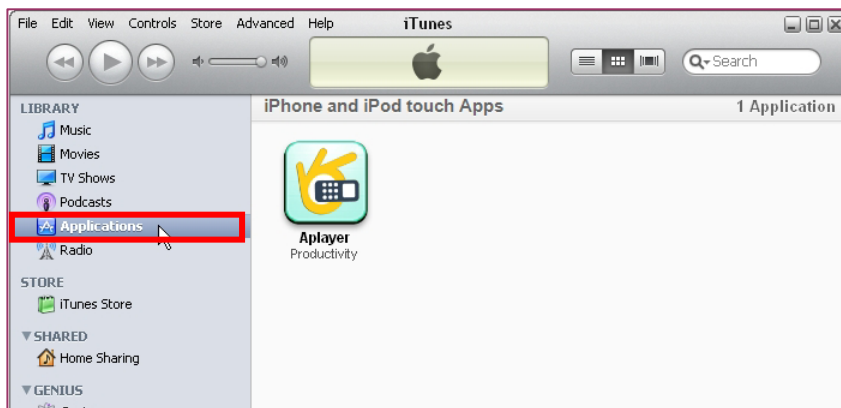 File Edit View Controls Store Advanced Help iTunes
Search
LIBRARY
Music
Movies
TV Shows
Podcasts
Applications
Radio
STORE
iTunes Store
SHARED
Home Sharing
GENIUS
iPhone and iPod touch Apps 1 Application
Aplayer
Productivity